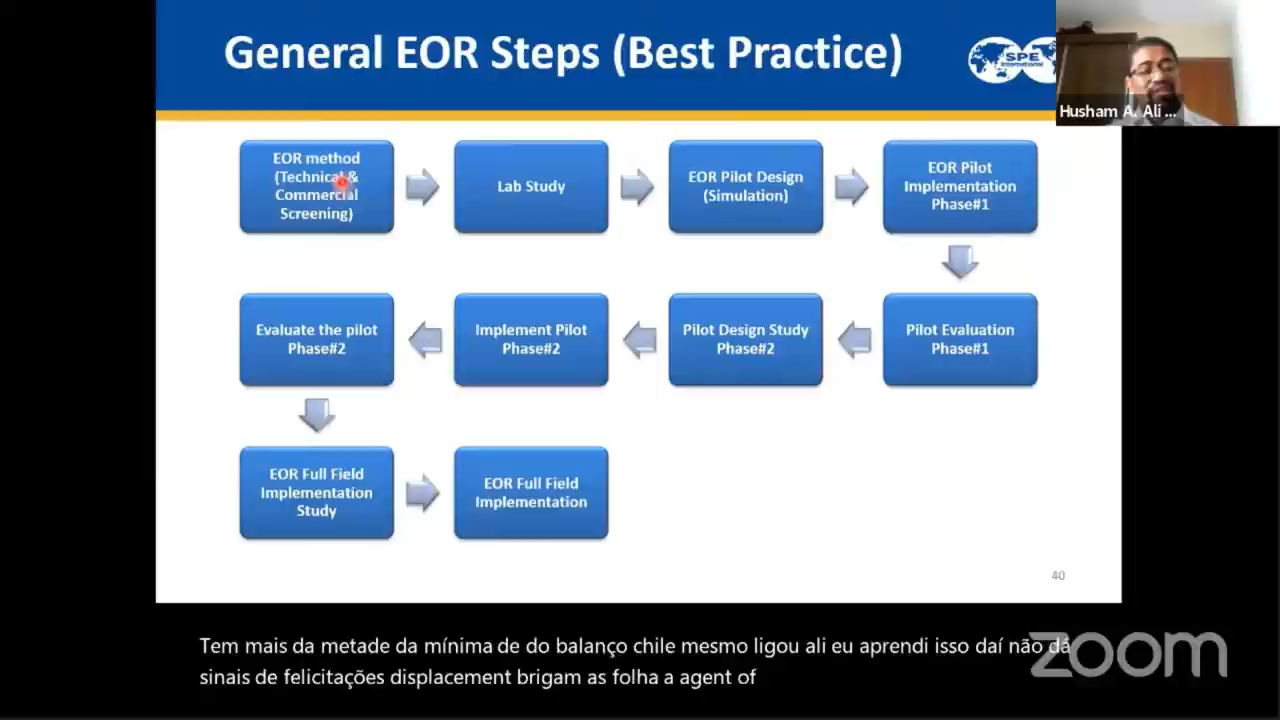 General EOR Steps (Best Practice)
SPE
International
Husham A. Ali ...
EOR method
(Technical &
Commercial
Screening)
Lab Study
EOR Pilot Design
(Simulation)
EOR Pilot
Implementation
Phase#1
Evaluate the pilot
Phase#2
Implement Pilot
Phase#2
Pilot Design Study
Phase#2
Pilot Evaluation
Phase#1
EOR Full Field
Implementation
Study
EOR Full Field
Implementation
40
Tem mais da metade da mínima de do balanço chile mesmo ligou ali eu aprendi isso daí não dá
sinais de felicitações displacement brigam as folha a agent of
zoom